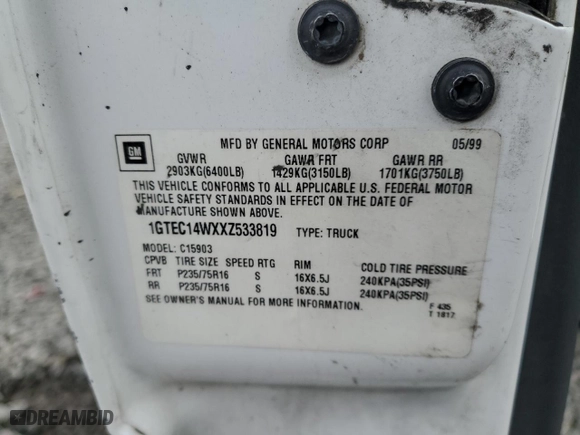 MFD BY GENERAL MOTORS CORP 05/99
GM
GVWR GAWR FRT GAWR RR
2903KG(6400LB) 1429KG(3150LB) 1701KG(3750LB)
THIS VEHICLE CONFORMS TO ALL APPLICABLE U.S. FEDERAL MOTOR
VEHICLE SAFETY STANDARDS IN EFFECT ON THE DATE OF
MANUFACTURE SHOWN ABOVE.
1GTEC14WXXZ533819 TYPE: TRUCK
MODEL: C15903
CPVB TIRE SIZE SPEED RTG RIM COLD TIRE PRESSURE
FRT P235/75R16 S 16X6.5J 240KPA(35PSI)
RR P235/75R16 S 16X6.5J 240KPA(35PSI)
SEE OWNER'S MANUAL FOR MORE INFORMATION.
F 435
T 1817
DREAMBID